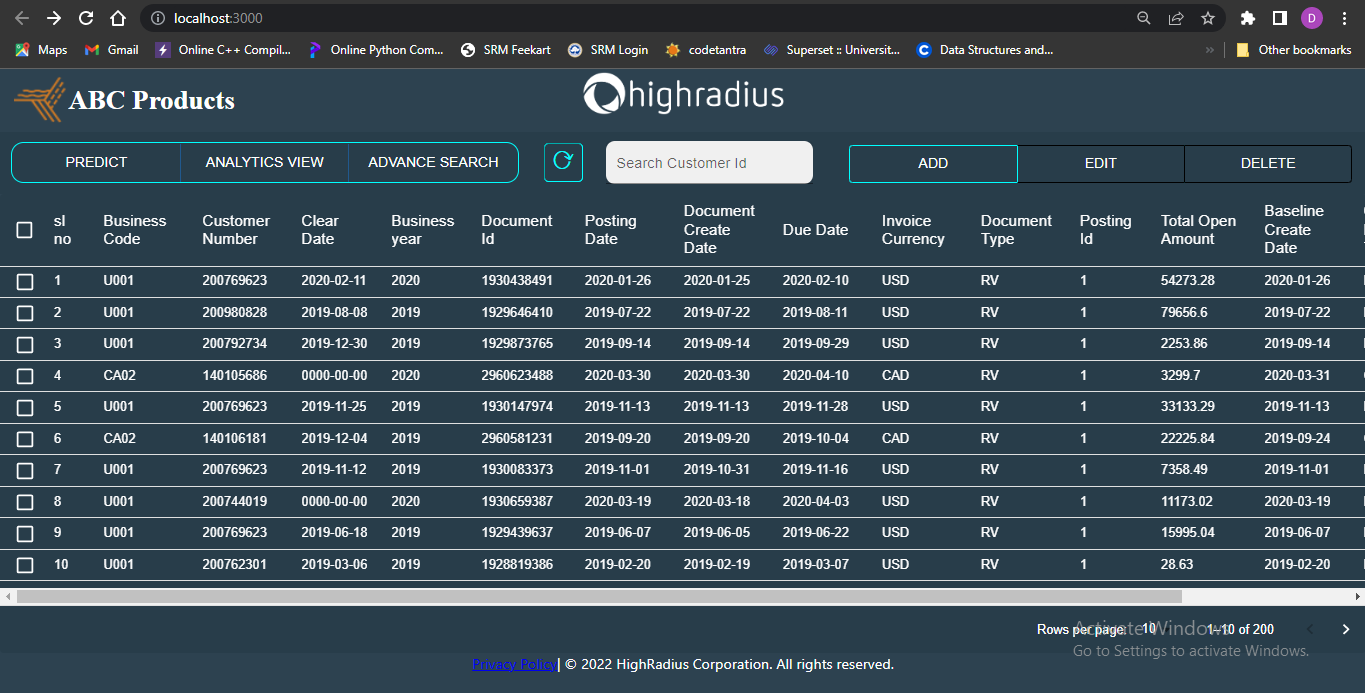 localhost:3000
Maps Gmail Online C++ Compil... Online Python Com... SRM Feekart SRM Login codetantra Superset :: Universit... Data Structures and... » Other bookmarks
D
ABC Products highradius
PREDICT ANALYTICS VIEW ADVANCE SEARCH Search Customer Id ADD EDIT DELETE
sl no Business Code Customer Number Clear Date Business year Document Id Posting Date Document Create Date Due Date Invoice Currency Document Type Posting Id Total Open Amount Baseline Create Date
1 U001 200769623 2020-02-11 2020 1930438491 2020-01-26 2020-01-25 2020-02-10 USD RV 1 54273.28 2020-01-26
2 U001 200980828 2019-08-08 2019 1929646410 2019-07-22 2019-07-22 2019-08-11 USD RV 1 79656.6 2019-07-22
3 U001 200792734 2019-12-30 2019 1929873765 2019-09-14 2019-09-14 2019-09-29 USD RV 1 2253.86 2019-09-14
4 CA02 140105686 0000-00-00 2020 2960623488 2020-03-30 2020-03-30 2020-04-10 CAD RV 1 3299.7 2020-03-31
5 U001 200769623 2019-11-25 2019 1930147974 2019-11-13 2019-11-13 2019-11-28 USD RV 1 33133.29 2019-11-13
6 CA02 140106181 2019-12-04 2019 2960581231 2019-09-20 2019-09-20 2019-10-04 CAD RV 1 22225.84 2019-09-24
7 U001 200769623 2019-11-12 2019 1930083373 2019-11-01 2019-10-31 2019-11-16 USD RV 1 7358.49 2019-11-01
8 U001 200744019 0000-00-00 2020 1930659387 2020-03-19 2020-03-18 2020-04-03 USD RV 1 11173.02 2020-03-19
9 U001 200769623 2019-06-18 2019 1929439637 2019-06-07 2019-06-05 2019-06-22 USD RV 1 15995.04 2019-06-07
10 U001 200762301 2019-03-06 2019 1928819386 2019-02-20 2019-02-19 2019-03-07 USD RV 1 28.63 2019-02-20
Rows per page: 10 1–10 of 200
Activate Windows
Go to Settings to activate Windows.
Privacy Policy| © 2022 HighRadius Corporation. All rights reserved.